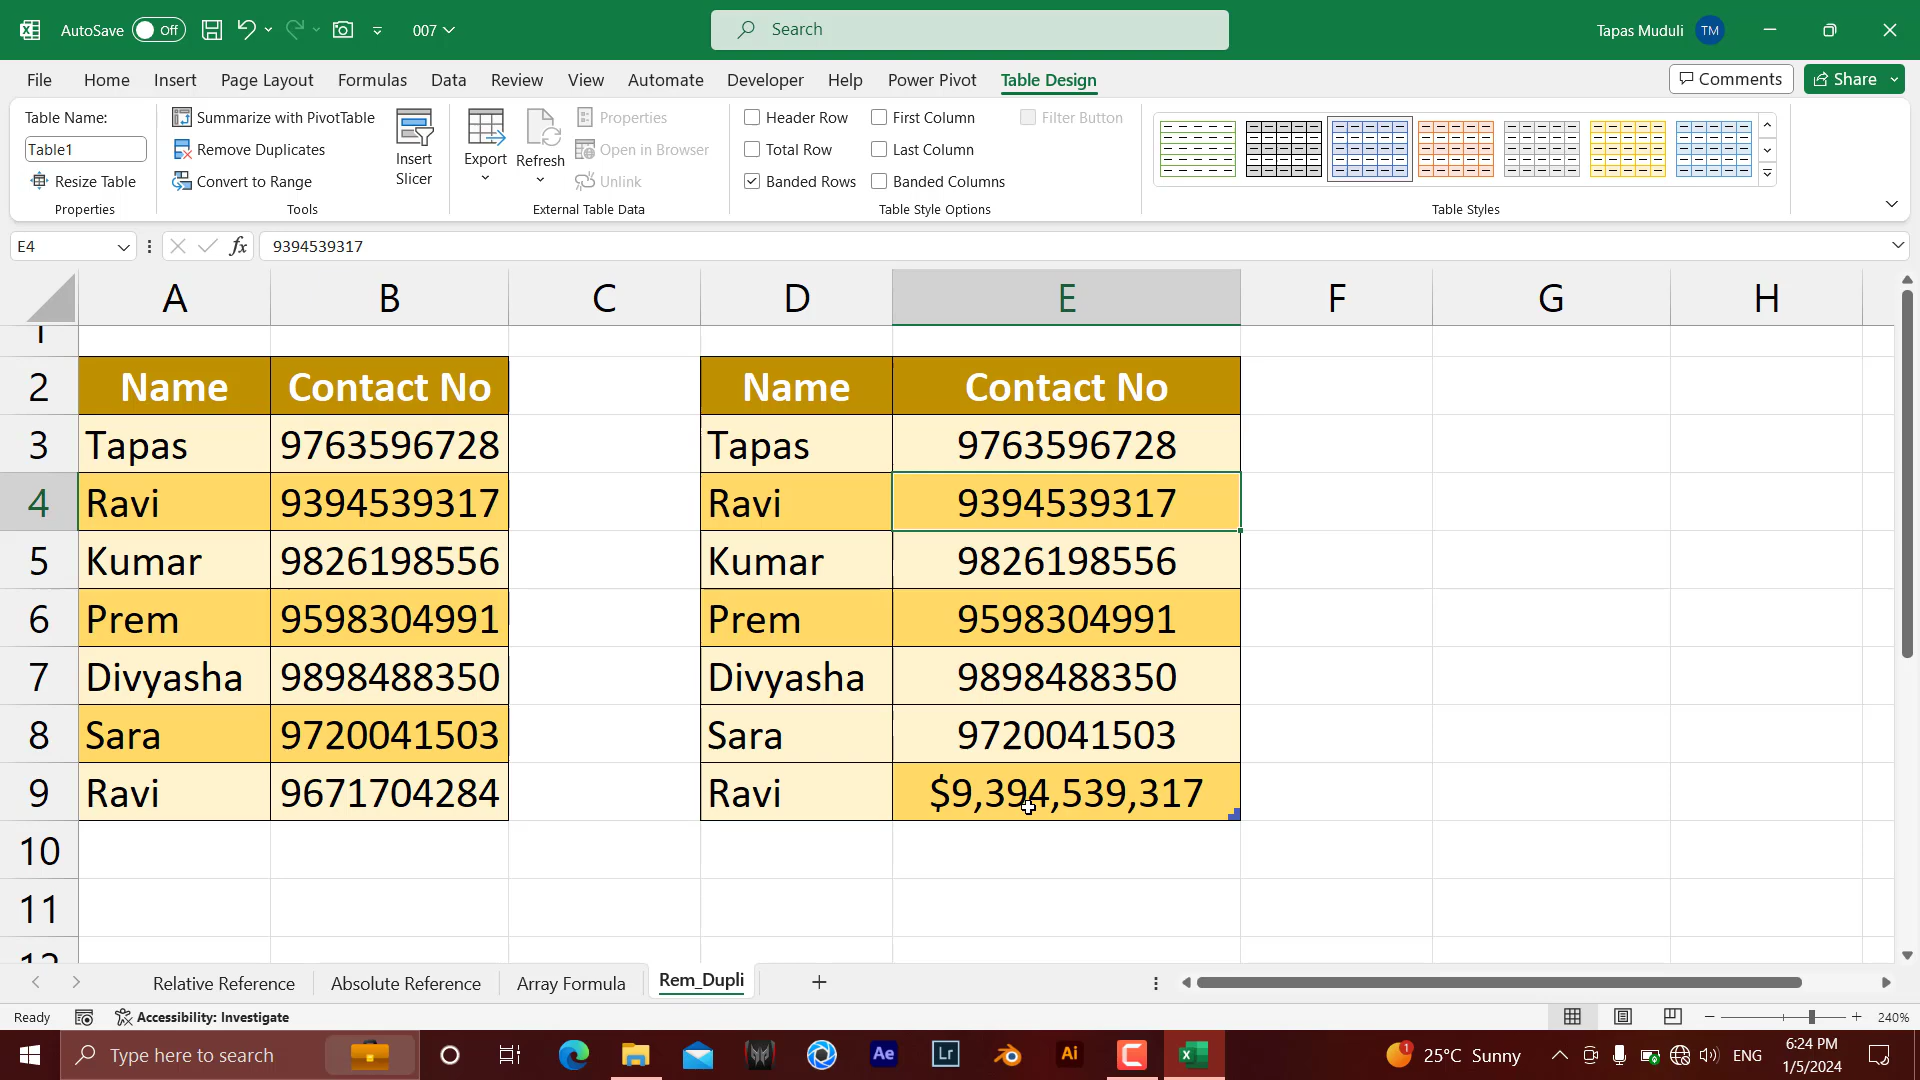 AutoSave Off 007 Search Tapas Muduli TM
File Home Insert Page Layout Formulas Data Review View Automate Developer Help Power Pivot Table Design Comments Share
Table Name:
Table1
Resize Table
Properties
Summarize with PivotTable
Remove Duplicates
Convert to Range
Tools
Insert
Slicer
Export
Refresh
Properties
Open in Browser
Unlink
External Table Data
Header Row First Column Filter Button
Total Row Last Column
Banded Rows Banded Columns
Table Style Options
Table Styles
E4 fx 9394539317
A B C D E F G H
1
2 Name Contact No Name Contact No
3 Tapas 9763596728 Tapas 9763596728
4 Ravi 9394539317 Ravi 9394539317
5 Kumar 9826198556 Kumar 9826198556
6 Prem 9598304991 Prem 9598304991
7 Divyasha 9898488350 Divyasha 9898488350
8 Sara 9720041503 Sara 9720041503
9 Ravi 9671704284 Ravi $9,394,539,317
10
11
12
Relative Reference Absolute Reference Array Formula Rem_Dupli
Ready Accessibility: Investigate 240%
Type here to search Ae Lr Ai 1 25°C Sunny ENG 6:24 PM
1/5/2024